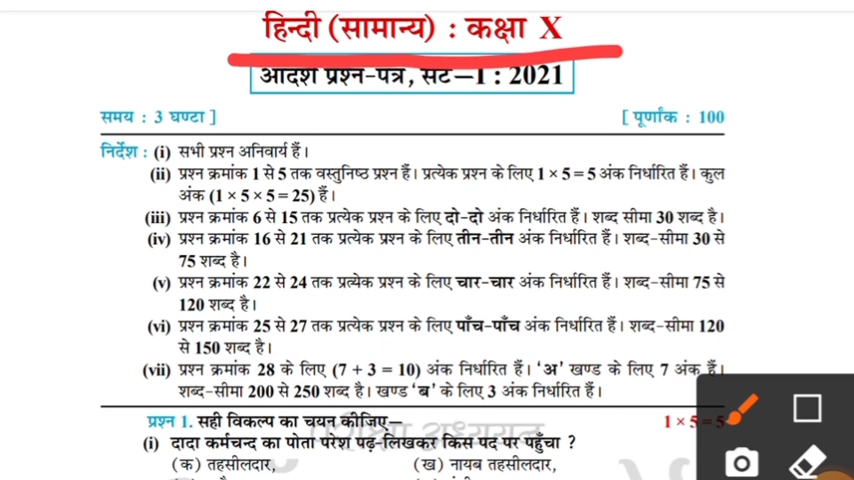 हिन्दी (सामान्य) : कक्षा X
आदर्श प्रश्न-पत्र, सेट—I : 2021
समय : 3 घण्टा ] [ पूर्णांक : 100
निर्देश : (i) सभी प्रश्न अनिवार्य हैं।
(ii) प्रश्न क्रमांक 1 से 5 तक वस्तुनिष्ठ प्रश्न हैं। प्रत्येक प्रश्न के लिए 1 × 5 = 5 अंक निर्धारित हैं। कुल
अंक (1 × 5 × 5 = 25) हैं।
(iii) प्रश्न क्रमांक 6 से 15 तक प्रत्येक प्रश्न के लिए दो-दो अंक निर्धारित हैं। शब्द सीमा 30 शब्द है।
(iv) प्रश्न क्रमांक 16 से 21 तक प्रत्येक प्रश्न के लिए तीन-तीन अंक निर्धारित हैं। शब्द-सीमा 30 से
75 शब्द है।
(v) प्रश्न क्रमांक 22 से 24 तक प्रत्येक प्रश्न के लिए चार-चार अंक निर्धारित हैं। शब्द-सीमा 75 से
120 शब्द है।
(vi) प्रश्न क्रमांक 25 से 27 तक प्रत्येक प्रश्न के लिए पाँच-पाँच अंक निर्धारित हैं। शब्द-सीमा 120
से 150 शब्द है।
(vii) प्रश्न क्रमांक 28 के लिए (7 + 3 = 10) अंक निर्धारित हैं। ‘अ’ खण्ड के लिए 7 अंक हैं।
शब्द-सीमा 200 से 250 शब्द है। खण्ड ‘ब’ के लिए 3 अंक निर्धारित हैं।
प्रश्न 1. सही विकल्प का चयन कीजिए— 1 × 5 = 5
परीक्षा अध्ययन
(i) दादा कर्मचन्द का पोता परेश पढ़-लिखकर किस पद पर पहुँचा ?
(क) तहसीलदार, (ख) नायब तहसीलदार,